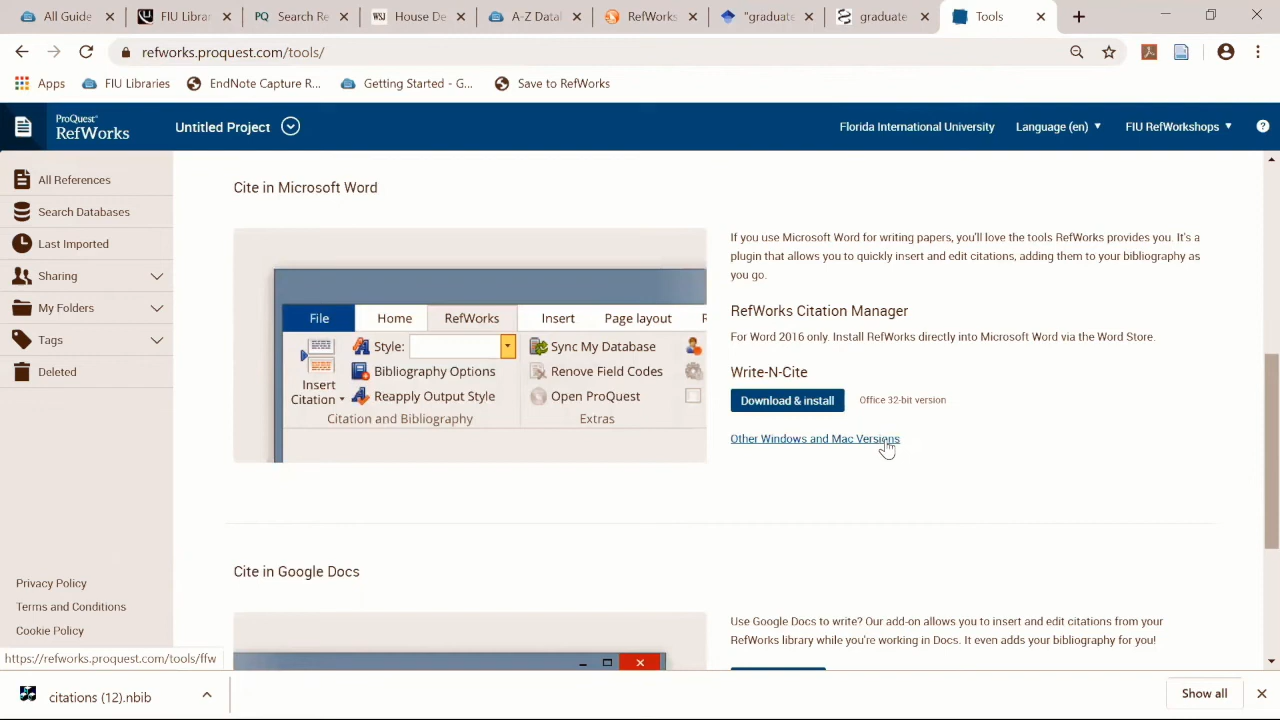 All Guide
FIU Librar
Search Re
WSJ
House De
A-Z Datal
RefWorks
"graduate
graduate
Tools
refworks.proquest.com/tools/
Apps
FIU Libraries
EndNote Capture R...
Getting Started - G...
Save to RefWorks
ProQuest®
RefWorks
Untitled Project
Florida International University
Language (en)
FIU RefWorkshops
?
All References
Search Databases
Last Imported
Sharing
My Folders
Tags
Deleted
Cite in Microsoft Word
File
Home
RefWorks
Insert
Page layout
Insert
Citation
Style:
Bibliography Options
Reapply Output Style
Citation and Bibliography
Sync My Database
Remove Field Codes
Open ProQuest
Extras
If you use Microsoft Word for writing papers, you'll love the tools RefWorks provides you. It's a
plugin that allows you to quickly insert and edit citations, adding them to your bibliography as
you go.
RefWorks Citation Manager
For Word 2016 only. Install RefWorks directly into Microsoft Word via the Word Store.
Write-N-Cite
Download & install
Office 32-bit version
Other Windows and Mac Versions
Cite in Google Docs
Use Google Docs to write? Our add-on allows you to insert and edit citations from your
RefWorks library while you're working in Docs. It even adds your bibliography for you!
Privacy Policy
Terms and Conditions
Cookie Policy
https://refworks.proquest.com/tools/ffw
citations (12).nbib
Show all